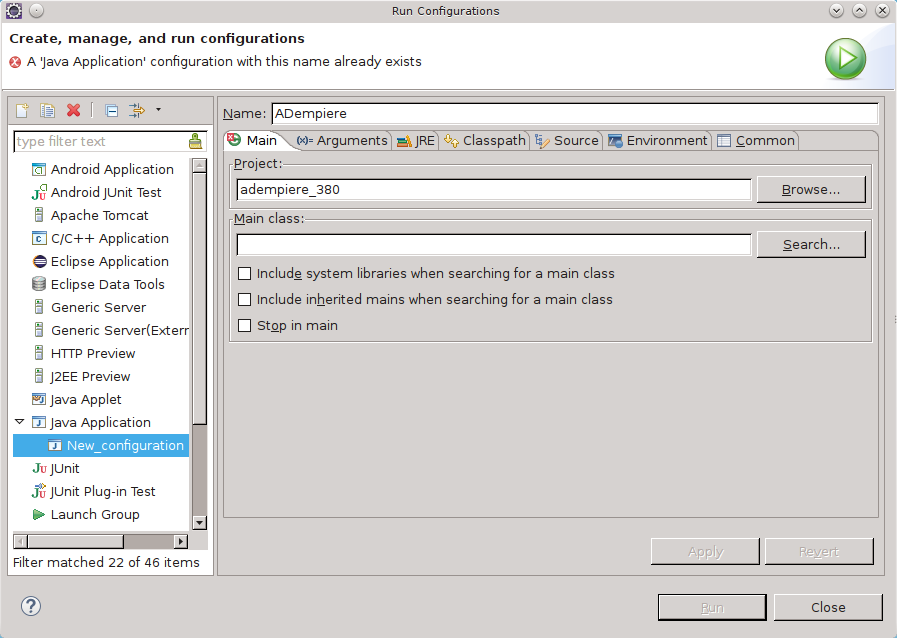 Run Configurations
Create, manage, and run configurations
A 'Java Application' configuration with this name already exists
type filter text
Android Application
Android JUnit Test
Apache Tomcat
C/C++ Application
Eclipse Application
Eclipse Data Tools
Generic Server
Generic Server(Extern
HTTP Preview
J2EE Preview
Java Applet
Java Application
New_configuration
JUnit
JUnit Plug-in Test
Launch Group
Filter matched 22 of 46 items
Name: ADempiere
Main (x)= Arguments JRE Classpath Source Environment Common
Project:
adempiere_380 Browse...
Main class:
Search...
Include system libraries when searching for a main class
Include inherited mains when searching for a main class
Stop in main
Apply Revert
Run Close